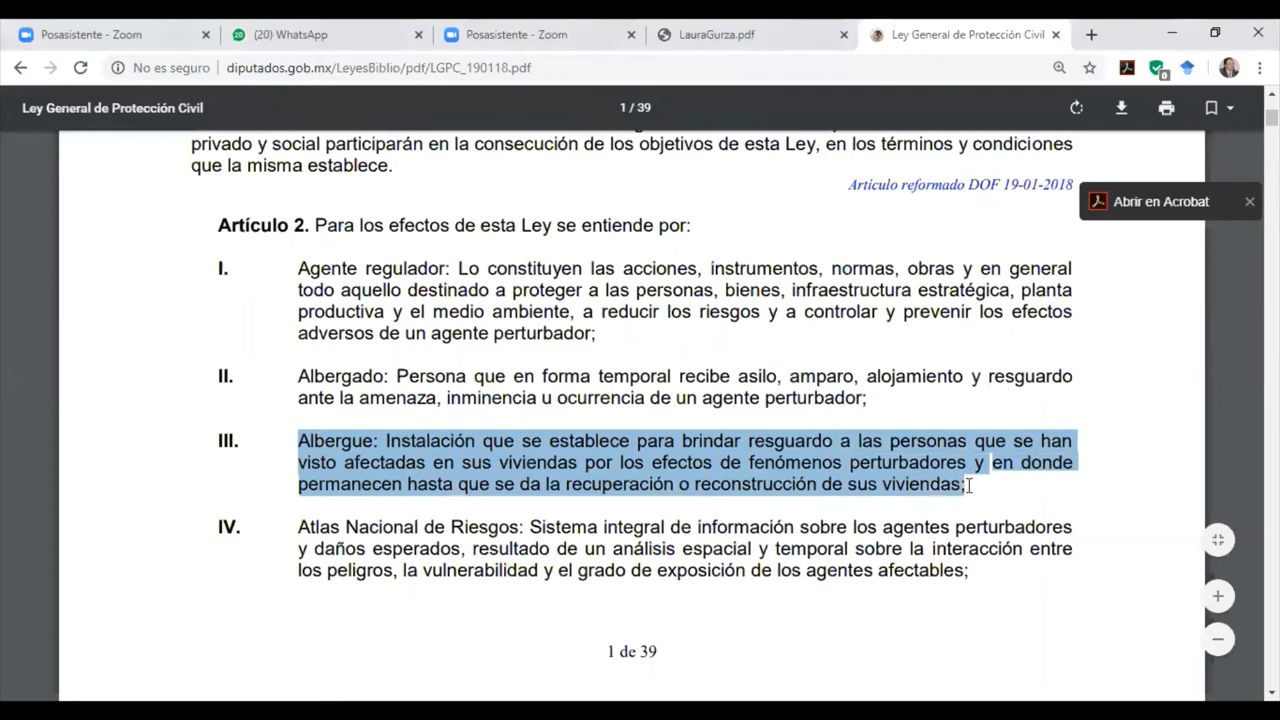 Posasistente - Zoom
(20) WhatsApp
Posasistente - Zoom
LauraGurza.pdf
Ley General de Protección Civil
No es seguro
diputados.gob.mx/LeyesBiblio/pdf/LGPC_190118.pdf
0
Ley General de Protección Civil
1 / 39
privado y social participarán en la consecución de los objetivos de esta Ley, en los términos y condiciones
que la misma establece.
Artículo reformado DOF 19-01-2018
Abrir en Acrobat
Artículo 2. Para los efectos de esta Ley se entiende por:
I. Agente regulador: Lo constituyen las acciones, instrumentos, normas, obras y en general
todo aquello destinado a proteger a las personas, bienes, infraestructura estratégica, planta
productiva y el medio ambiente, a reducir los riesgos y a controlar y prevenir los efectos
adversos de un agente perturbador;
II. Albergado: Persona que en forma temporal recibe asilo, amparo, alojamiento y resguardo
ante la amenaza, inminencia u ocurrencia de un agente perturbador;
III. Albergue: Instalación que se establece para brindar resguardo a las personas que se han
visto afectadas en sus viviendas por los efectos de fenómenos perturbadores y en donde
permanecen hasta que se da la recuperación o reconstrucción de sus viviendas;
IV. Atlas Nacional de Riesgos: Sistema integral de información sobre los agentes perturbadores
y daños esperados, resultado de un análisis espacial y temporal sobre la interacción entre
los peligros, la vulnerabilidad y el grado de exposición de los agentes afectables;
1 de 39